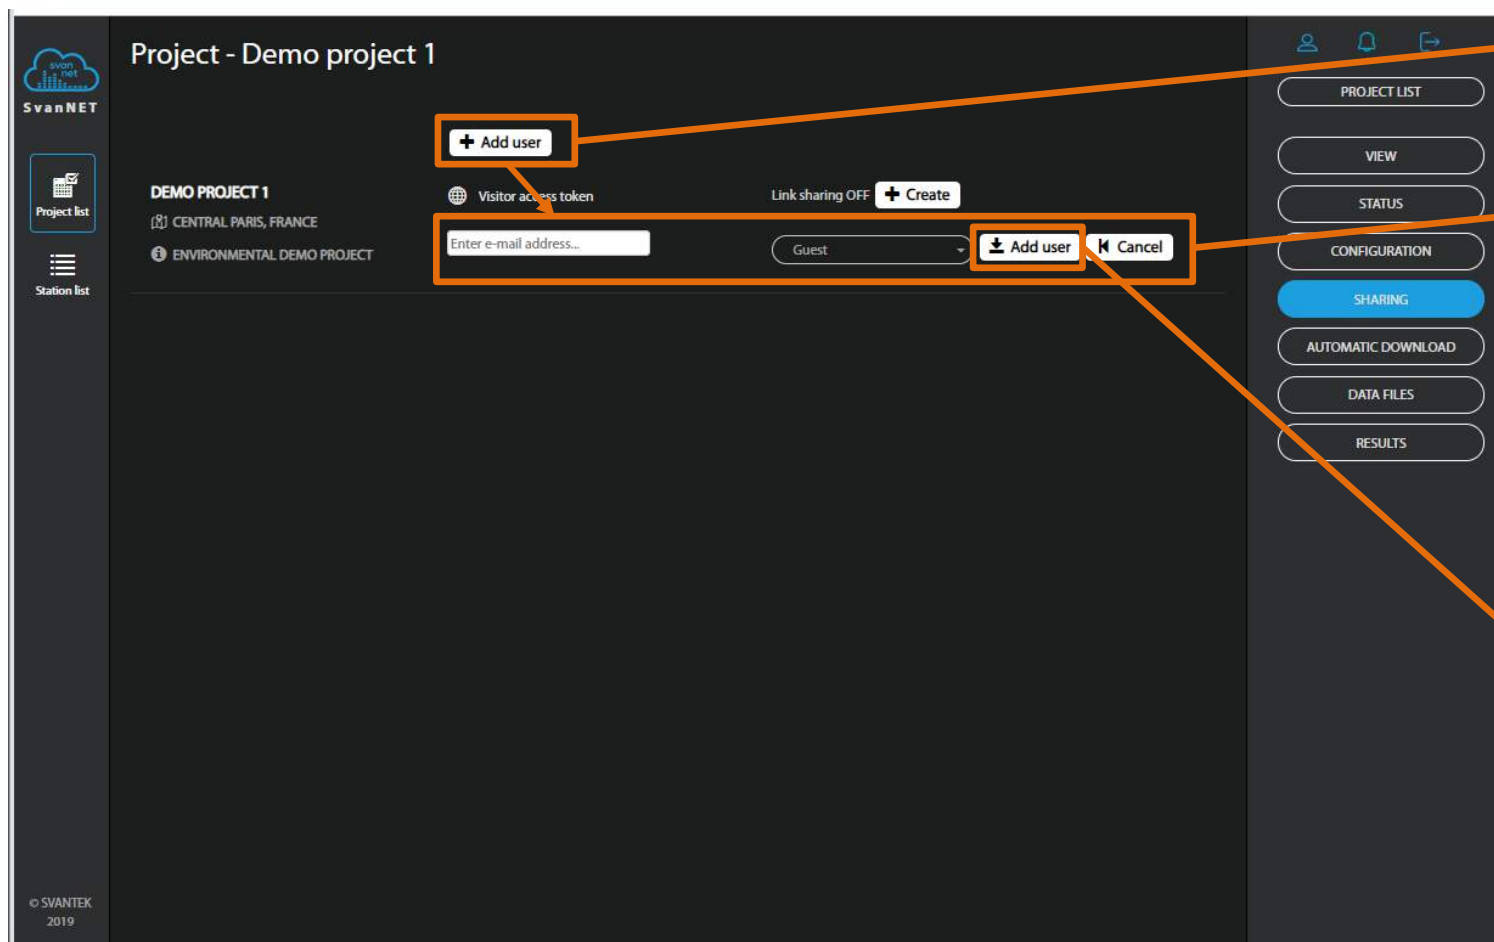 svan
net
SvanNET
Project list
Station list
© SVANTEK
2019
Project - Demo project 1
Add user
DEMO PROJECT 1
CENTRAL PARIS, FRANCE
ENVIRONMENTAL DEMO PROJECT
Visitor access token
Link sharing OFF Create
Enter e-mail address...
Guest
Add user
Cancel
PROJECT LIST
VIEW
STATUS
CONFIGURATION
SHARING
AUTOMATIC DOWNLOAD
DATA FILES
RESULTS